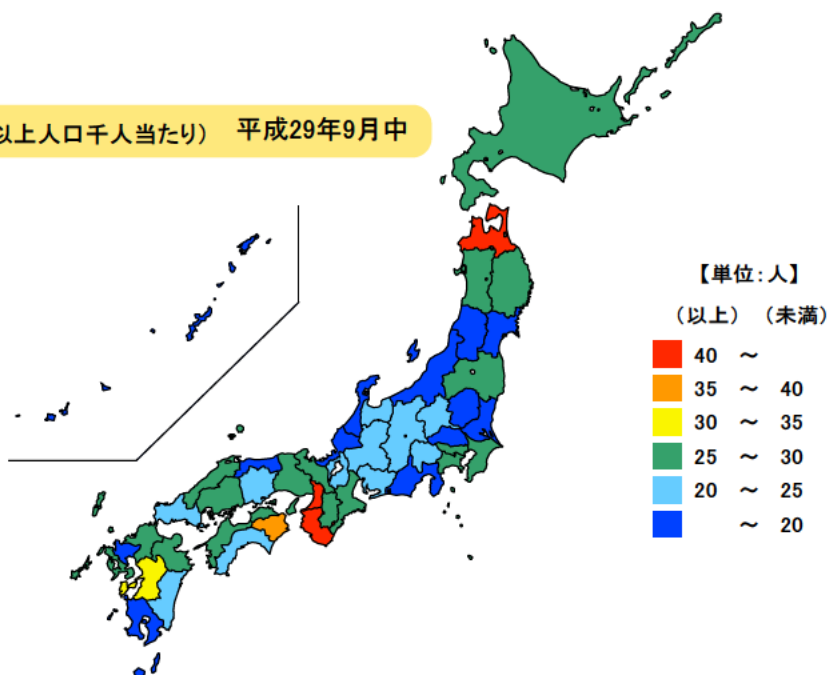 以上人口千人当たり) 平成29年9月中
【単位:人】
(以上) (未満)
40 ～
35 ～ 40
30 ～ 35
25 ～ 30
20 ～ 25
～ 20